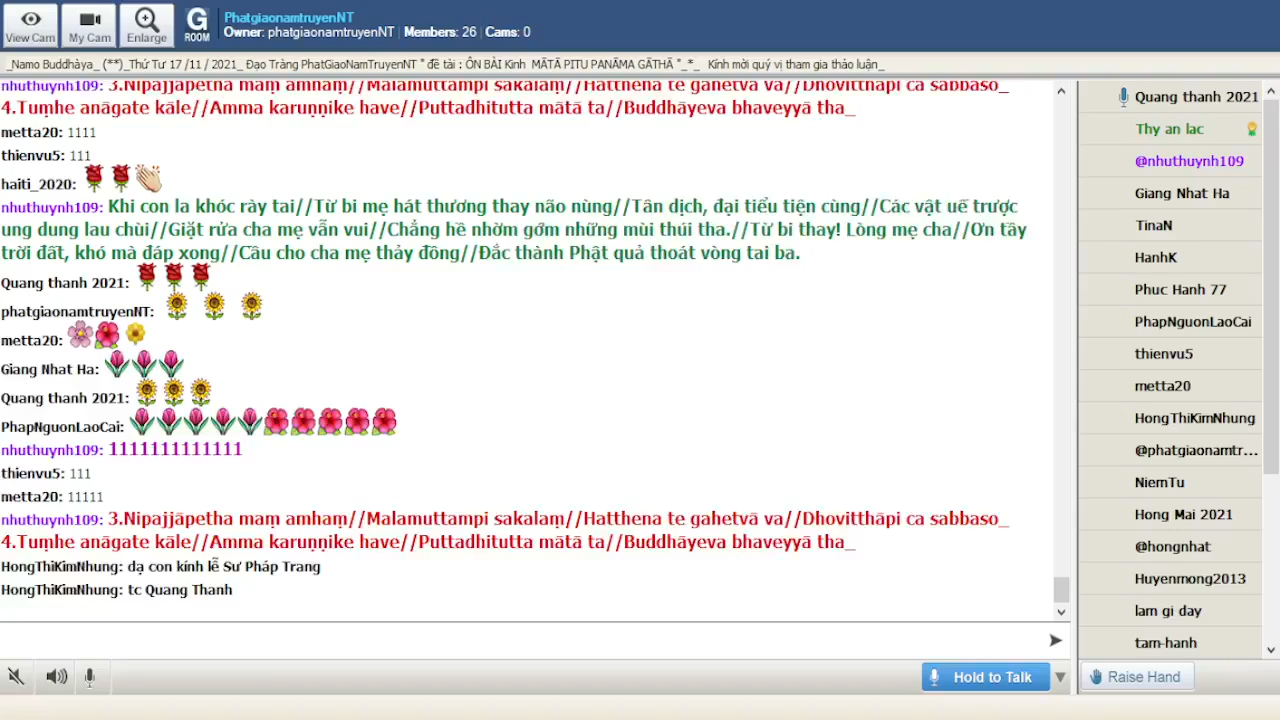 View Cam
My Cam
Enlarge
G
ROOM
PhatgiaonamtruyenNT
Owner: phatgiaonamtruyenNT | Members: 26 | Cams: 0
_Namo Buddhàya_ (**)_Thứ Tư 17 /11 / 2021_ Đạo Tràng PhatGiaoNamTruyenNT " đề tài : ÔN BÀI Kinh MĀTĀ PITU PANĀMA GĀTHĀ "_*_ Kính mời quý vị tham gia thảo luận_
nhuthuynh109: 3.Nipajjāpetha maṃ amhaṃ//Malamuttampi sakalaṃ//Hatthena te gahetvā va//Dhovitthāpi ca sabbaso_
4.Tuṃhe anāgate kāle//Amma karuṇṇike have//Puttadhitutta mātā ta//Buddhāyeva bhaveyyā tha_
metta20: 1111
thienvu5: 111
haiti_2020:
nhuthuynh109: Khi con la khóc rày tai//Từ bi mẹ hát thương thay não nùng//Tân dịch, đại tiểu tiện cùng//Các vật uế trược
ung dung lau chùi//Giặt rửa cha mẹ vẫn vui//Chẳng hề nhờm gớm những mùi thúi tha.//Từ bi thay! Lòng mẹ cha//Ơn tầy
trời đất, khó mà đáp xong//Cầu cho cha mẹ thảy đồng//Đắc thành Phật quả thoát vòng tai ba.
Quang thanh 2021:
phatgiaonamtruyenNT:
metta20:
Giang Nhat Ha:
Quang thanh 2021:
PhapNguonLaoCai:
nhuthuynh109: 1111111111111
thienvu5: 111
metta20: 11111
nhuthuynh109: 3.Nipajjāpetha maṃ amhaṃ//Malamuttampi sakalaṃ//Hatthena te gahetvā va//Dhovitthāpi ca sabbaso_
4.Tuṃhe anāgate kāle//Amma karuṇṇike have//Puttadhitutta mātā ta//Buddhāyeva bhaveyyā tha_
HongThiKimNhung: dạ con kính lễ Sư Pháp Trang
HongThiKimNhung: tc Quang Thanh
Hold to Talk
Quang thanh 2021
Thy an lac
@nhuthuynh109
Giang Nhat Ha
TinaN
HanhK
Phuc Hanh 77
PhapNguonLaoCai
thienvu5
metta20
HongThiKimNhung
@phatgiaonamtr...
NiemTu
Hong Mai 2021
@hongnhat
Huyenmong2013
lam gi day
tam-hanh
Raise Hand